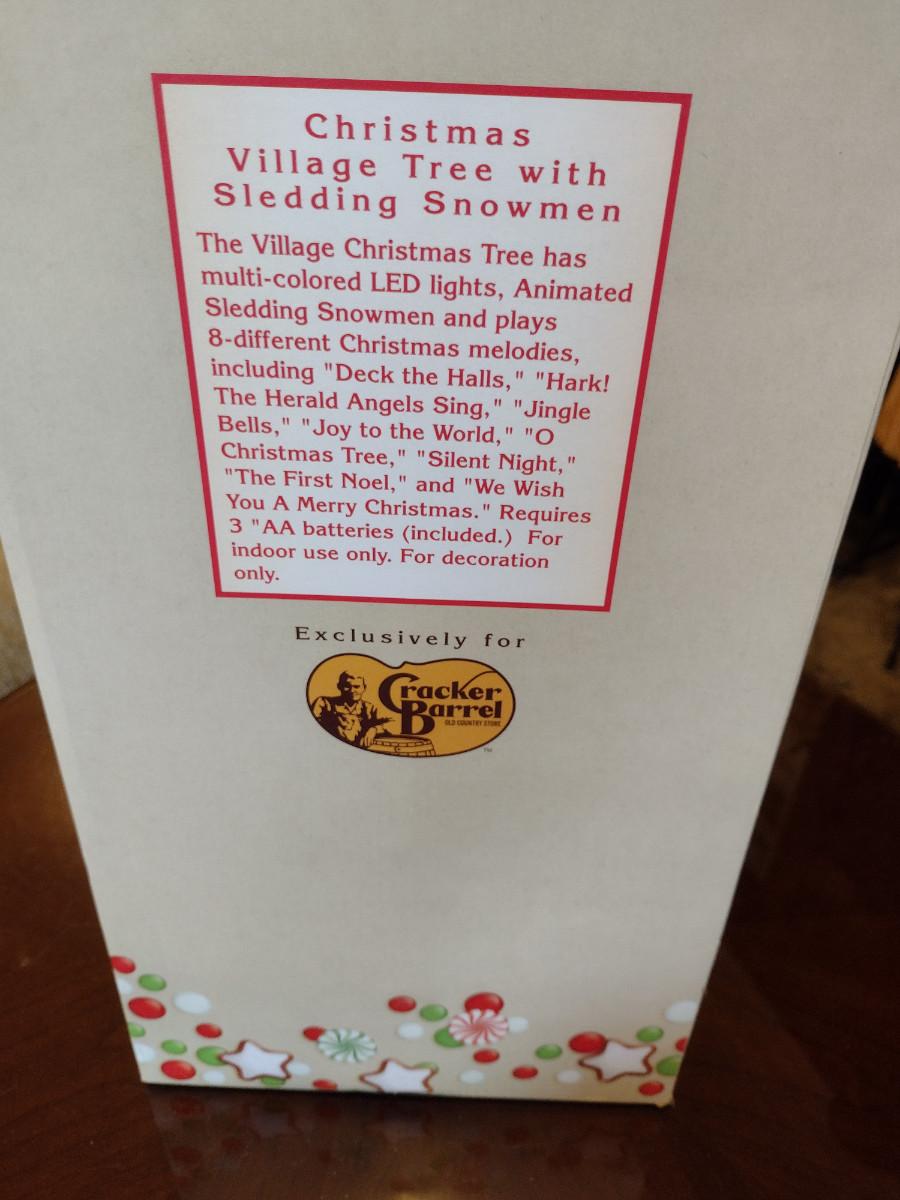 Christmas
Village Tree with
Sledding Snowmen
The Village Christmas Tree has
multi-colored LED lights, Animated
Sledding Snowmen and plays
8-different Christmas melodies,
including "Deck the Halls," "Hark!
The Herald Angels Sing," "Jingle
Bells," "Joy to the World," "O
Christmas Tree," "Silent Night,"
"The First Noel," and "We Wish
You A Merry Christmas." Requires
3 "AA batteries (included.) For
indoor use only. For decoration
only.
Exclusively for
Cracker
Barrel
OLD COUNTRY STORE
TM